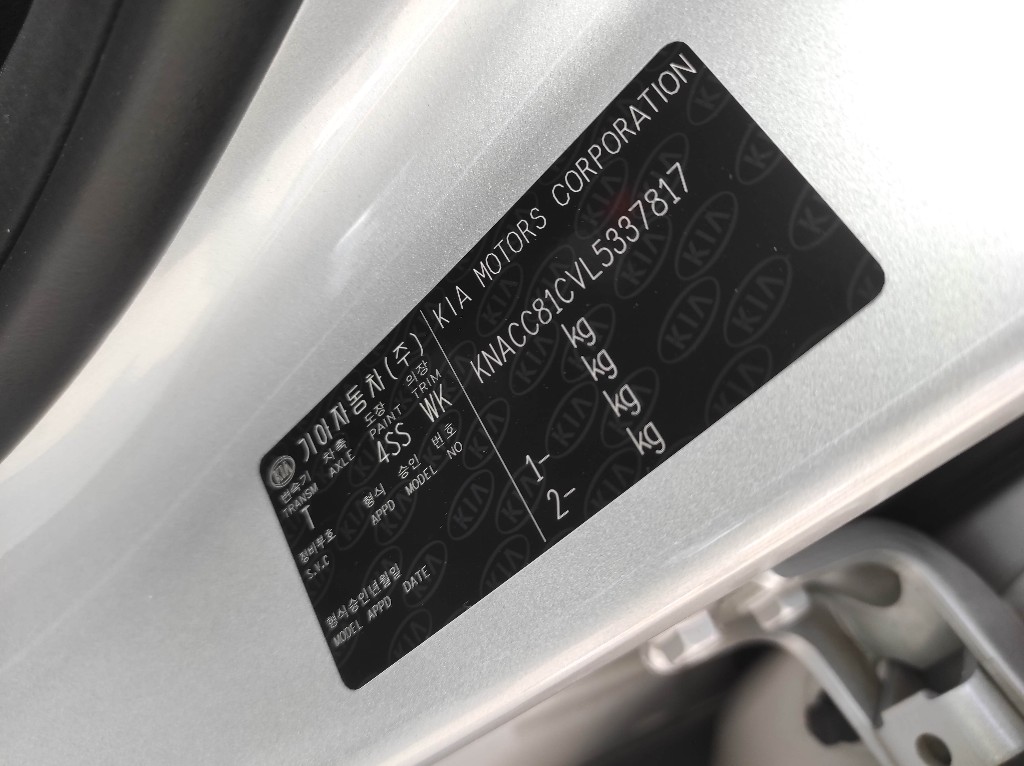 KIA 기아자동차(주) KIA MOTORS CORPORATION
변속기 차축 도장 의장
TRANSM AXLE PAINT TRIM
T 4SS WK
형식 승인 번호
APPD MODEL NO
정비부호
S.V.C
형식승인년월일
MODEL APPD DATE
KNACC81CVL5337817
kg
kg
1- kg
2- kg